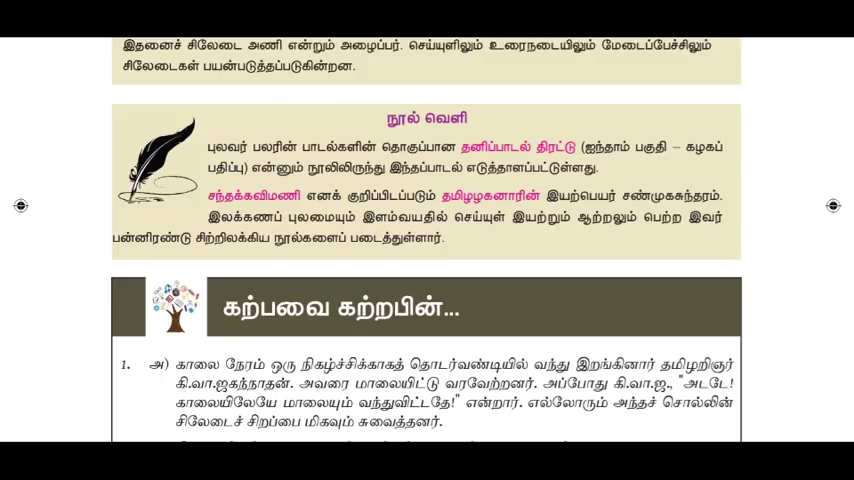 இதனைச் சிலேடை அணி என்றும் அழைப்பர். செய்யுளிலும் உரைநடையிலும் மேடைப்பேச்சிலும்
சிலேடைகள் பயன்படுத்தப்படுகின்றன.
நூல் வெளி
புலவர் பலரின் பாடல்களின் தொகுப்பான தனிப்பாடல் திரட்டு (ஐந்தாம் பகுதி – கழகப்
பதிப்பு) என்னும் நூலிலிருந்து இந்தப்பாடல் எடுத்தாளப்பட்டுள்ளது.
சந்தக்கவிமணி எனக் குறிப்பிடப்படும் தமிழழகனாரின் இயற்பெயர் சண்முகசுந்தரம்.
இலக்கணப் புலமையும் இளம்வயதில் செய்யுள் இயற்றும் ஆற்றலும் பெற்ற இவர்
பன்னிரண்டு சிற்றிலக்கிய நூல்களைப் படைத்துள்ளார்.
கற்பவை கற்றபின்...
1. அ) காலை நேரம் ஒரு நிகழ்ச்சிக்காகத் தொடர்வண்டியில் வந்து இறங்கினார் தமிழறிஞர்
கி.வா.ஜகந்நாதன். அவரை மாலையிட்டு வரவேற்றனர். அப்போது கி.வா.ஜ., "அடடே!
காலையிலேயே மாலையும் வந்துவிட்டதே!" என்றார். எல்லோரும் அந்தச் சொல்லின்
சிலேடைச் சிறப்பை மிகவும் சுவைத்தனர்.